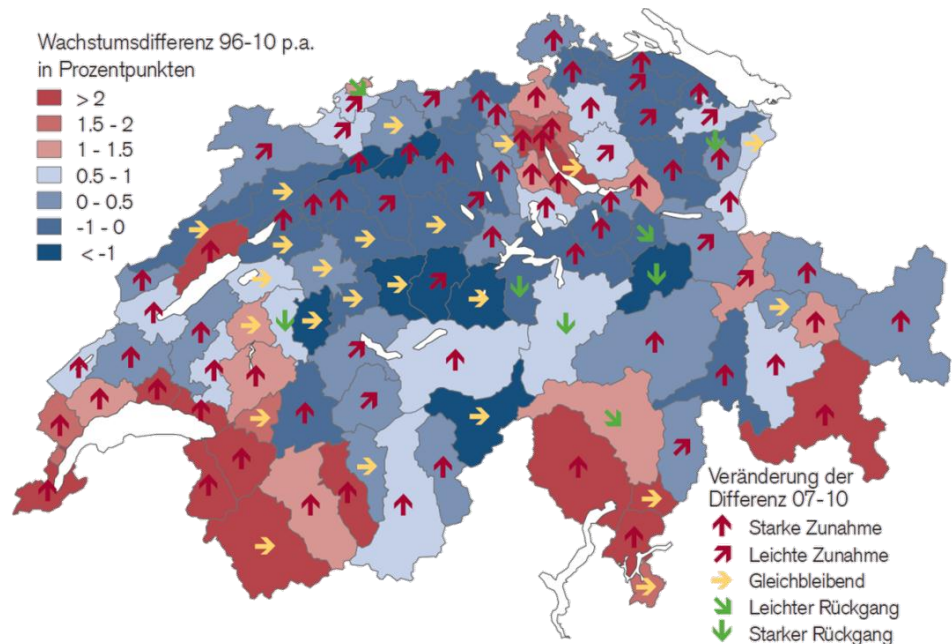 Wachstumsdifferenz 96-10 p.a.
in Prozentpunkten
> 2
1.5 - 2
1 - 1.5
0.5 - 1
0 - 0.5
-1 - 0
< -1
Veränderung der
Differenz 07-10
Starke Zunahme
Leichte Zunahme
Gleichbleibend
Leichter Rückgang
Starker Rückgang